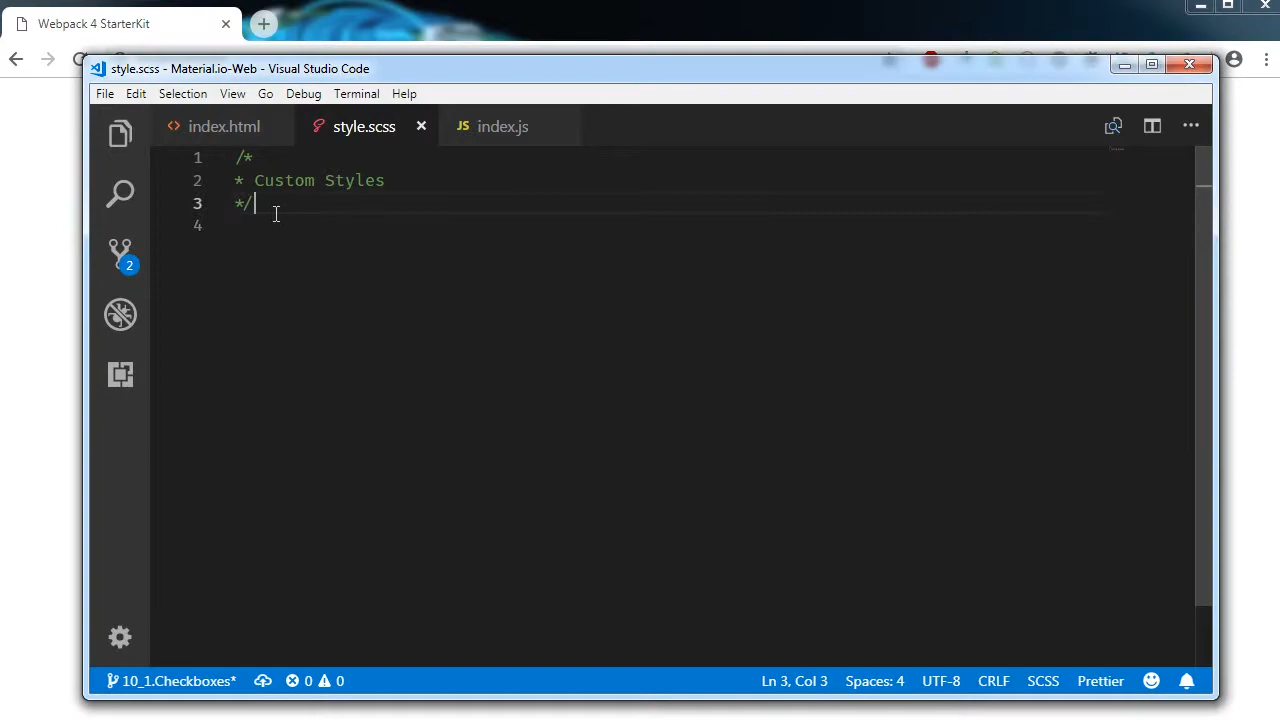 Webpack 4 StarterKit
style.scss - Material.io-Web - Visual Studio Code
File Edit Selection View Go Debug Terminal Help
<> index.html style.scss JS index.js
1 /*
2 * Custom Styles
3 */
4
2
10_1.Checkboxes* 0 0 Ln 3, Col 3 Spaces: 4 UTF-8 CRLF SCSS Prettier